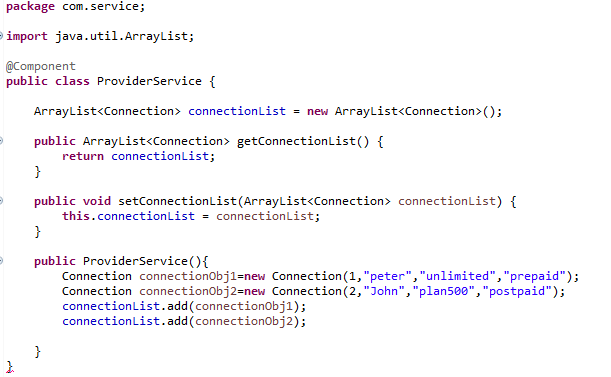 package com.service;
import java.util.ArrayList;
@Component
public class ProviderService {
ArrayList<Connection> connectionList = new ArrayList<Connection>();
public ArrayList<Connection> getConnectionList() {
return connectionList;
}
public void setConnectionList(ArrayList<Connection> connectionList) {
this.connectionList = connectionList;
}
public ProviderService(){
Connection connectionObj1=new Connection(1,"peter","unlimited","prepaid");
Connection connectionObj2=new Connection(2,"John","plan500","postpaid");
connectionList.add(connectionObj1);
connectionList.add(connectionObj2);
}
}